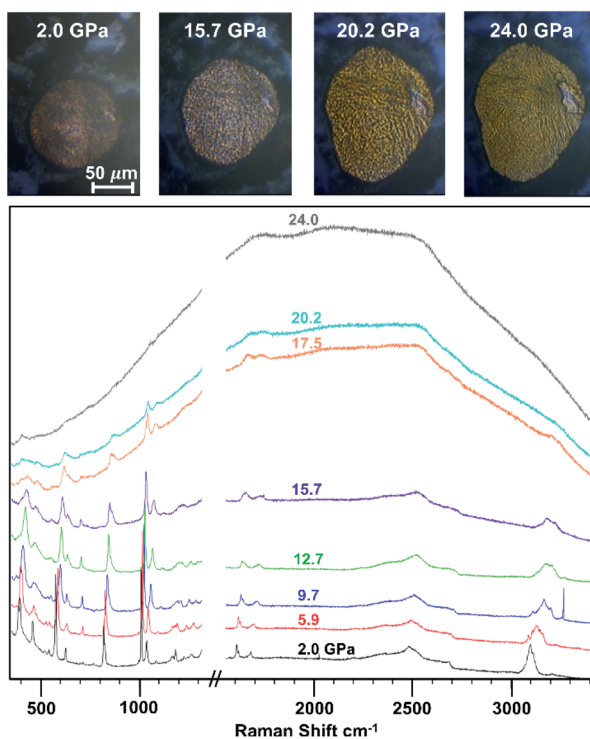 2.0 GPa
15.7 GPa
20.2 GPa
24.0 GPa
50 μm
24.0
20.2
17.5
15.7
12.7
9.7
5.9
2.0 GPa
500
1000
//
2000
2500
3000
Raman Shift cm-1